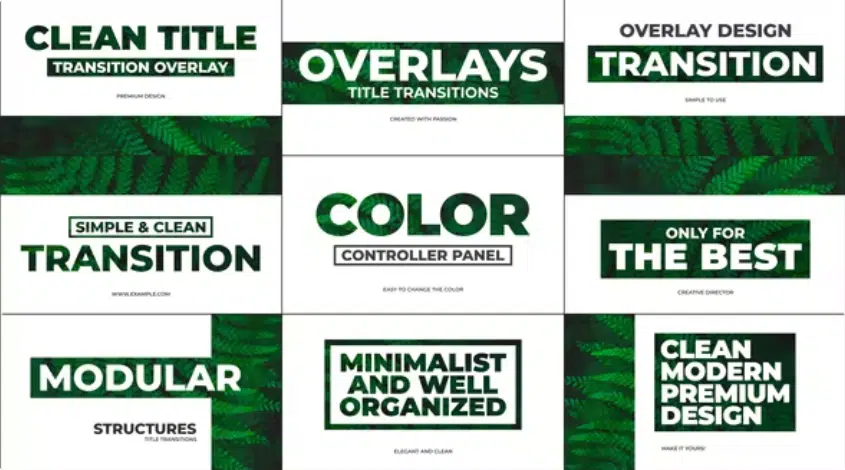 CLEAN TITLE
TRANSITION OVERLAY
PREMIUM DESIGN
OVERLAYS
TITLE TRANSITIONS
CREATED WITH PASSION
OVERLAY DESIGN
TRANSITION
SIMPLE TO USE
SIMPLE & CLEAN
TRANSITION
WWW.EXAMPLE.COM
COLOR
CONTROLLER PANEL
EASY TO CHANGE THE COLOR
ONLY FOR
THE BEST
CREATIVE DIRECTOR
MODULAR
STRUCTURES
TITLE TRANSITIONS
MINIMALIST
AND WELL
ORGANIZED
ELEGANT AND CLEAN
CLEAN
MODERN
PREMIUM
DESIGN
MAKE IT YOURS!